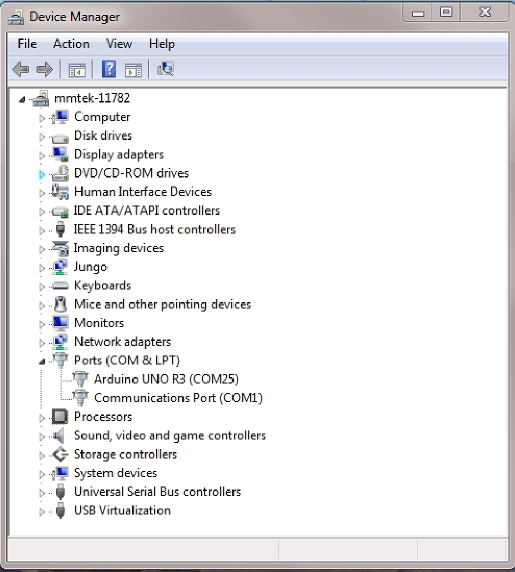 Device Manager
File Action View Help
mmtek-11782
Computer
Disk drives
Display adapters
DVD/CD-ROM drives
Human Interface Devices
IDE ATA/ATAPI controllers
IEEE 1394 Bus host controllers
Imaging devices
Jungo
Keyboards
Mice and other pointing devices
Monitors
Network adapters
Ports (COM & LPT)
Arduino UNO R3 (COM25)
Communications Port (COM1)
Processors
Sound, video and game controllers
Storage controllers
System devices
Universal Serial Bus controllers
USB Virtualization